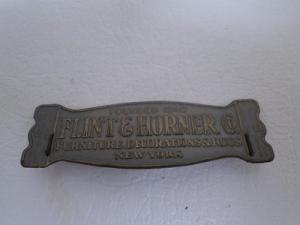 FLINT & HORNER Co
FURNITURE, DECORATIONS & RUGS
NEW YORK